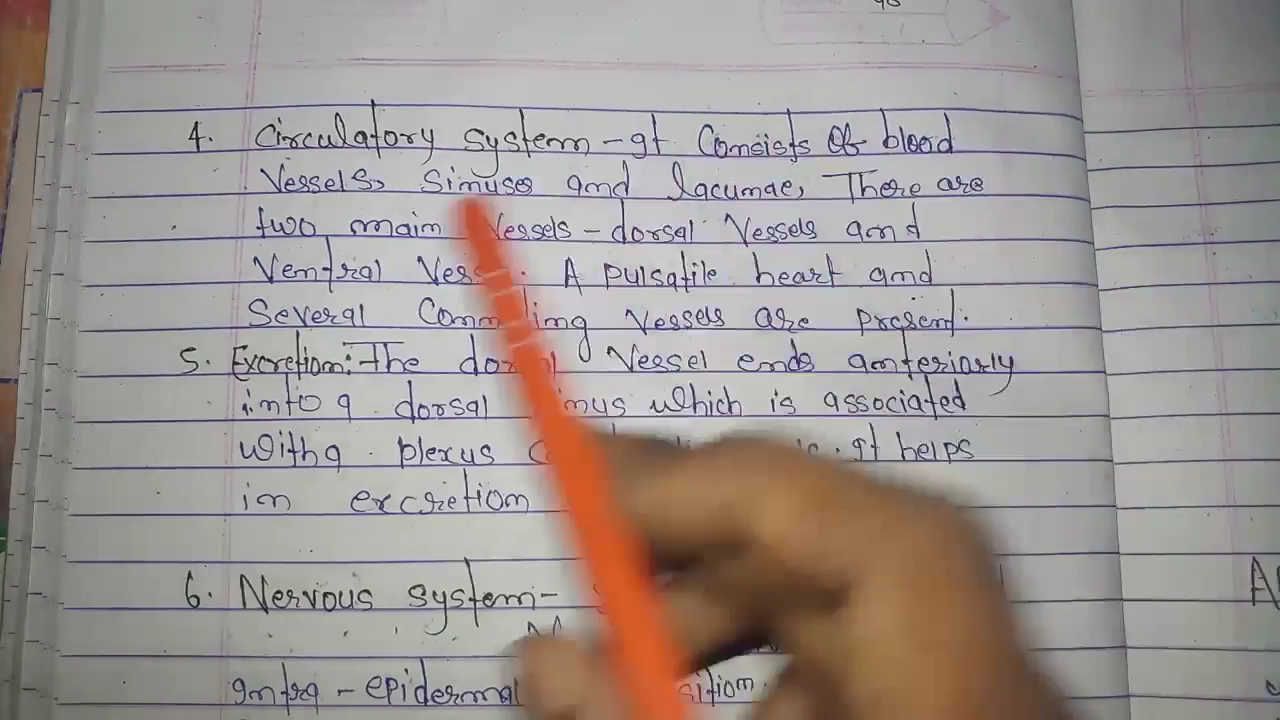 4. Circulatory system - It Consists Of blood
Vessels, Sinuses and lacunae, There are
two main Vessels - dorsal Vessels and
Ventral A pulsatile heart and
Several Vessels are present.
5. Excretion: The Vessel ends anteriorly
into a dorsal which is associated
with a plexus It helps
in excretion
6. Nervous system-
Intra - epidermal